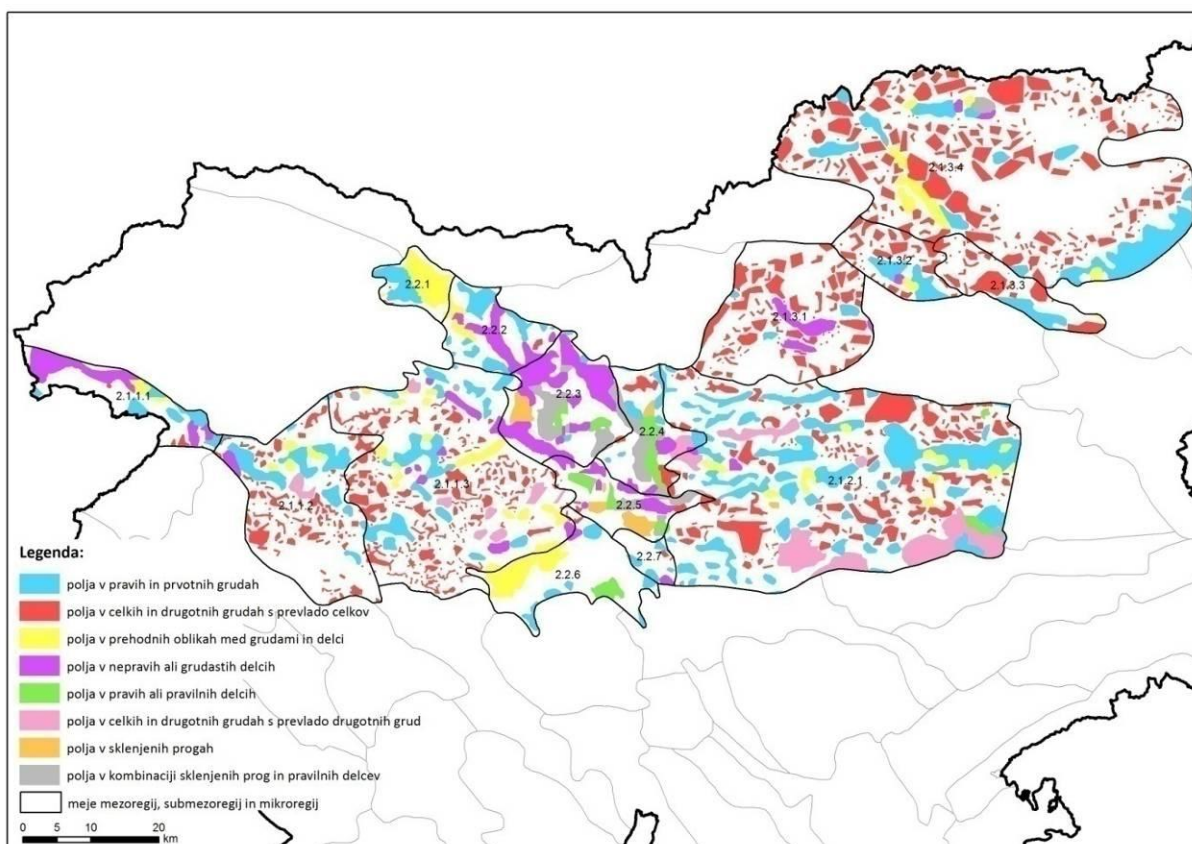 2.1.3.4
2.1.3.2
2.1.3.3
2.2.1
2.1.3.1
2.2.2
2.2.3
2.1.1.1
2.2.4
2.1.1.3
2.1.2.1
2.1.1.2
2.2.5
2.2.7
2.2.6
Legenda:
polja v pravih in prvotnih grudah
polja v celkih in drugotnih grudah s prevlado celkov
polja v prehodnih oblikah med grudami in delci
polja v nepravih ali grudastih delcih
polja v pravih ali pravilnih delcih
polja v celkih in drugotnih grudah s prevlado drugotnih grud
polja v sklenjenih progah
polja v kombinaciji sklenjenih prog in pravilnih delcev
meje mezoregij, submezoregij in mikroregij
0 5 10 20
km